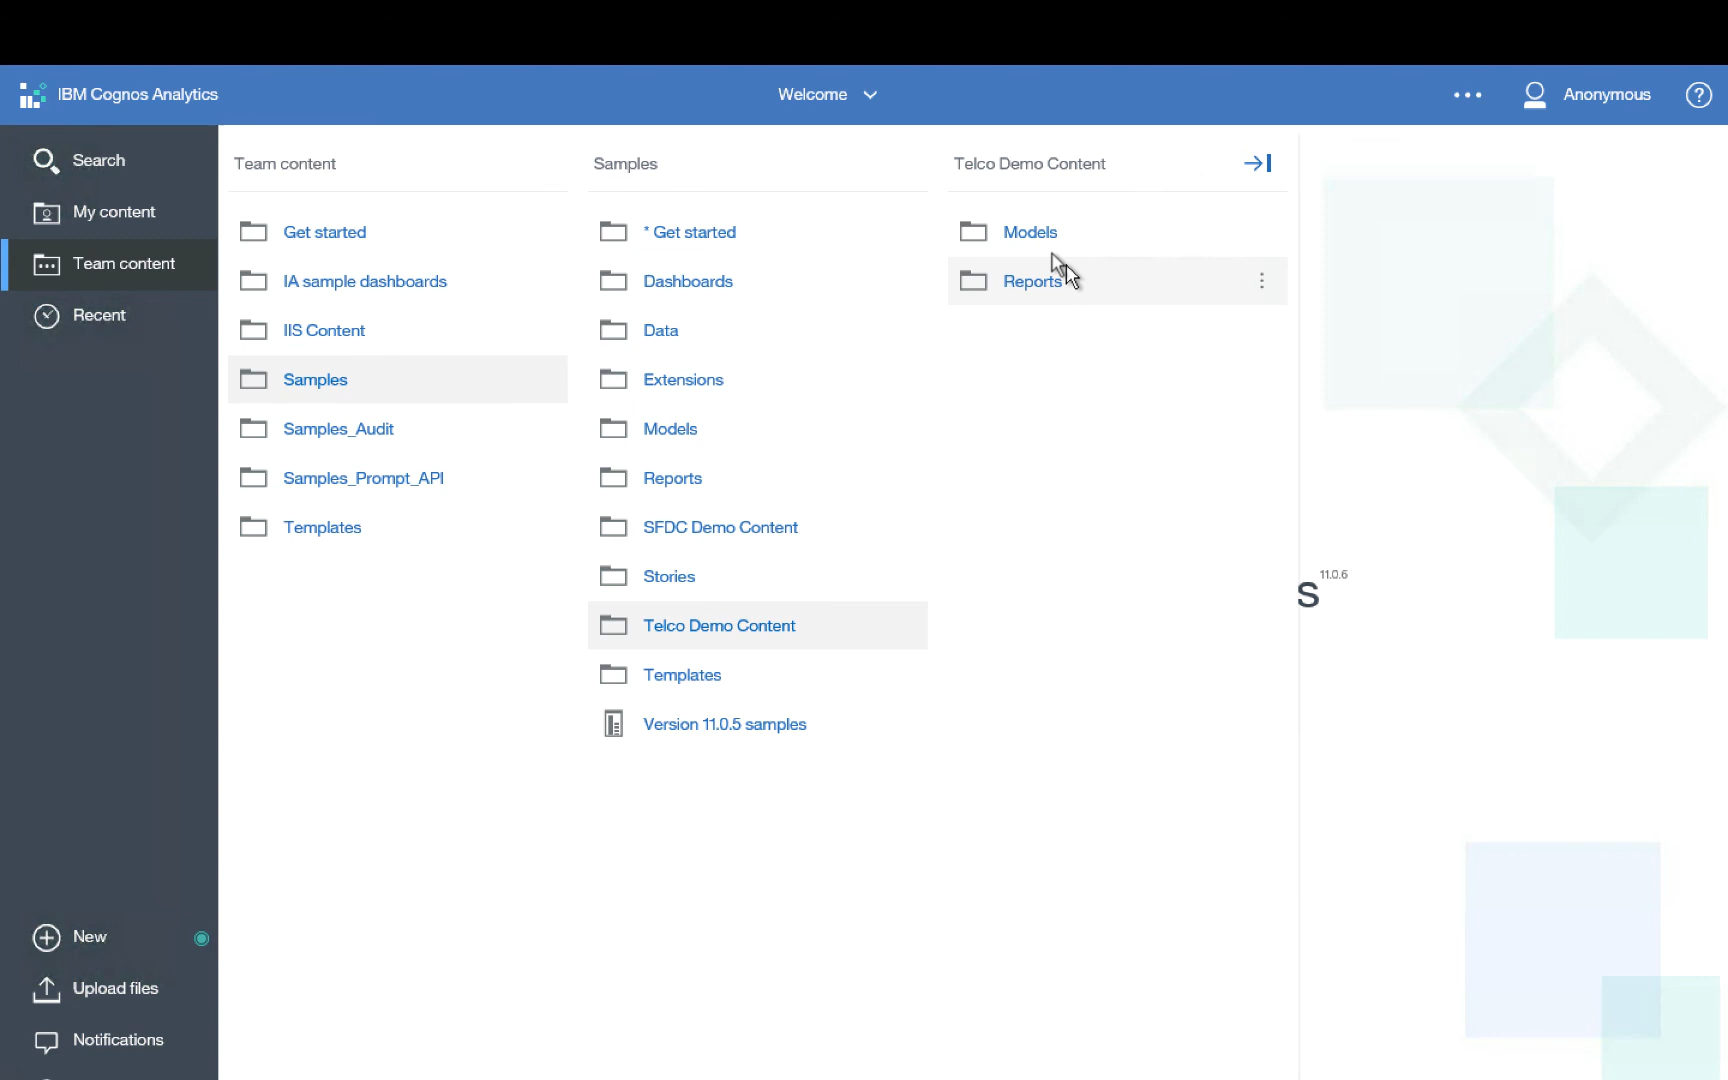 IBM Cognos Analytics
Welcome
Anonymous
?
Search
My content
Team content
Recent
New
Upload files
Notifications
Team content
Get started
IA sample dashboards
IIS Content
Samples
Samples_Audit
Samples_Prompt_API
Templates
Samples
* Get started
Dashboards
Data
Extensions
Models
Reports
SFDC Demo Content
Stories
Telco Demo Content
Templates
Version 11.0.5 samples
Telco Demo Content
Models
Reports
s 11.0.6